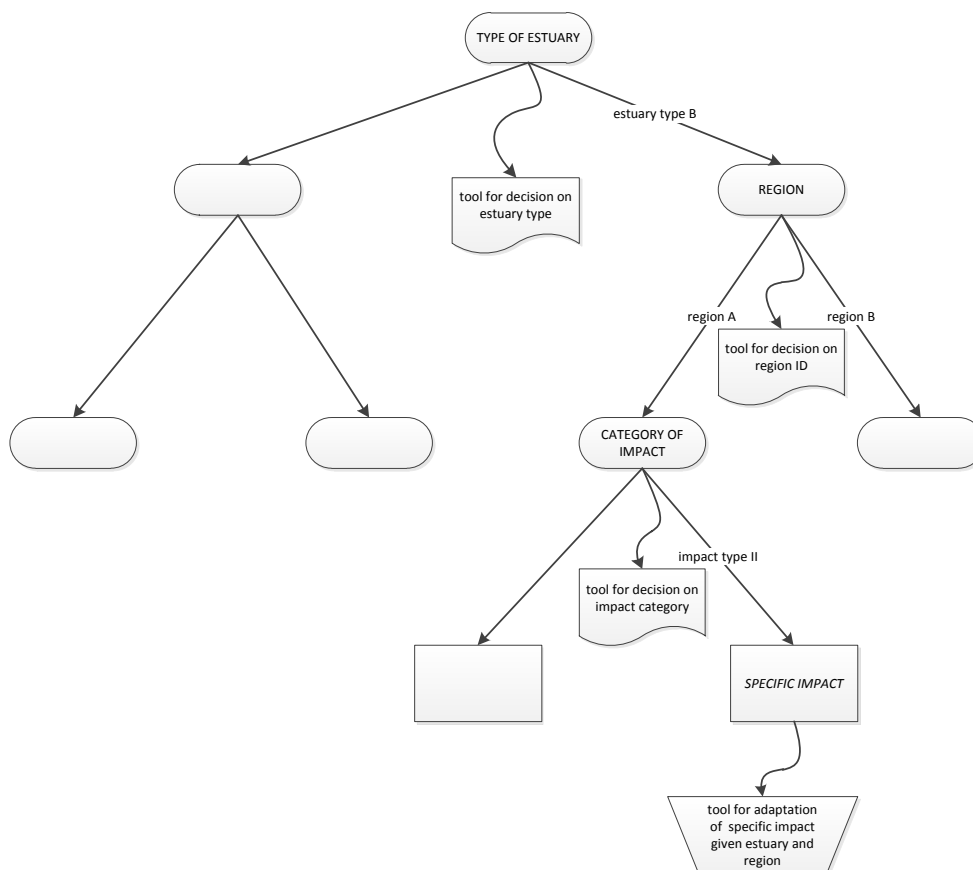 TYPE OF ESTUARY
estuary type B
tool for decision on
estuary type
REGION
region A
region B
tool for decision on
region ID
CATEGORY OF
IMPACT
impact type II
tool for decision on
impact category
SPECIFIC IMPACT
tool for adaptation
of specific impact
given estuary and
region